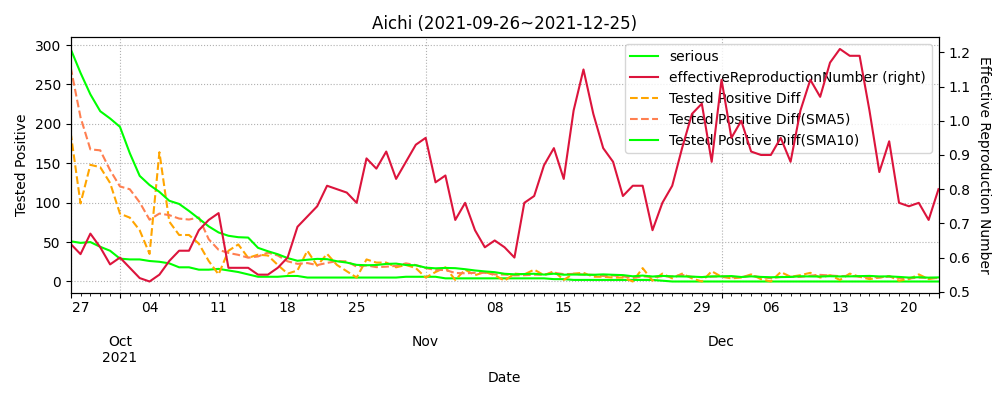 Aichi (2021-09-26~2021-12-25)
serious
effectiveReproductionNumber (right)
Tested Positive Diff
Tested Positive Diff(SMA5)
Tested Positive Diff(SMA10)
Tested Positive
300
250
200
150
100
50
0
1.2
1.1
1.0
0.9
0.8
0.7
0.6
0.5
Effective Reproduction Number
27 04 11 18 25 08 15 22 29 06 13 20
Oct Nov Dec
2021
Date